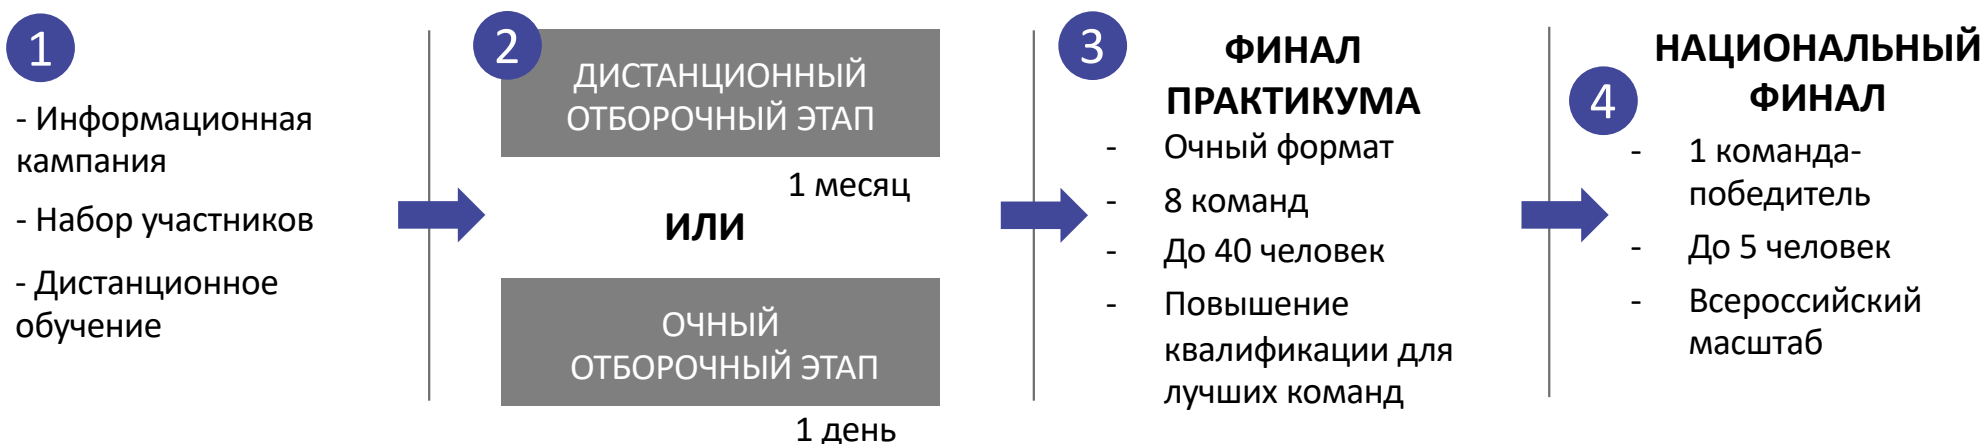 1
- Информационная
кампания
- Набор участников
- Дистанционное
обучение
2
ДИСТАНЦИОННЫЙ
ОТБОРОЧНЫЙ ЭТАП
1 месяц
ИЛИ
ОЧНЫЙ
ОТБОРОЧНЫЙ ЭТАП
1 день
3
ФИНАЛ
ПРАКТИКУМА
- Очный формат
- 8 команд
- До 40 человек
- Повышение
квалификации для
лучших команд
4
НАЦИОНАЛЬНЫЙ
ФИНАЛ
- 1 команда-
победитель
- До 5 человек
- Всероссийский
масштаб